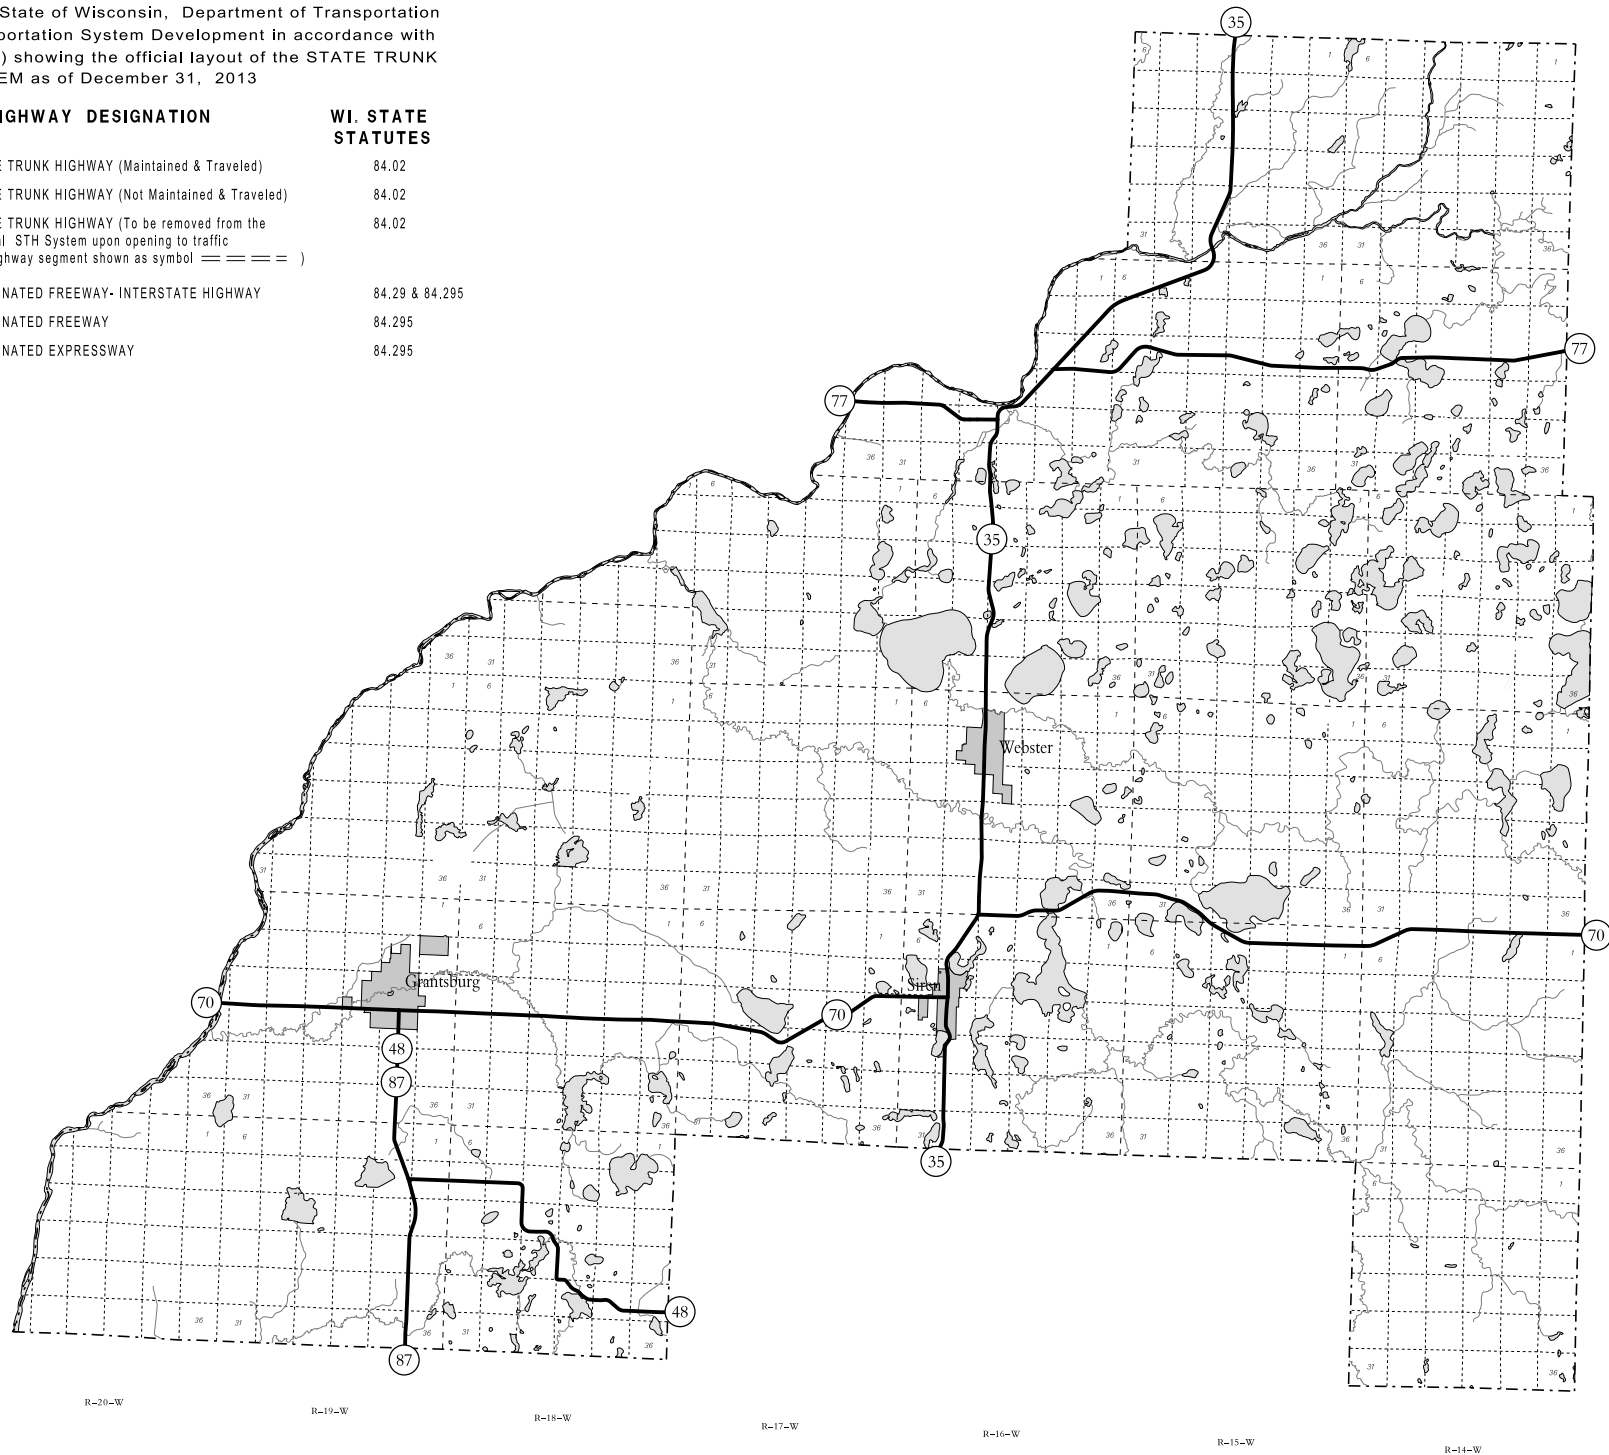 State of Wisconsin, Department of Transportation
portation System Development in accordance with
) showing the official layout of the STATE TRUNK
EM as of December 31, 2013
IGHWAY DESIGNATION
WI. STATE
STATUTES
E TRUNK HIGHWAY (Maintained & Traveled) 84.02
E TRUNK HIGHWAY (Not Maintained & Traveled) 84.02
E TRUNK HIGHWAY (To be removed from the 84.02
al STH System upon opening to traffic
ghway segment shown as symbol )
NATED FREEWAY- INTERSTATE HIGHWAY 84.29 & 84.295
NATED FREEWAY 84.295
NATED EXPRESSWAY 84.295
35
77
77
35
Webster
70
Grantsburg
Siren
70
70
48
87
35
48
87
R-20-W
R-19-W
R-18-W
R-17-W
R-16-W
R-15-W
R-14-W